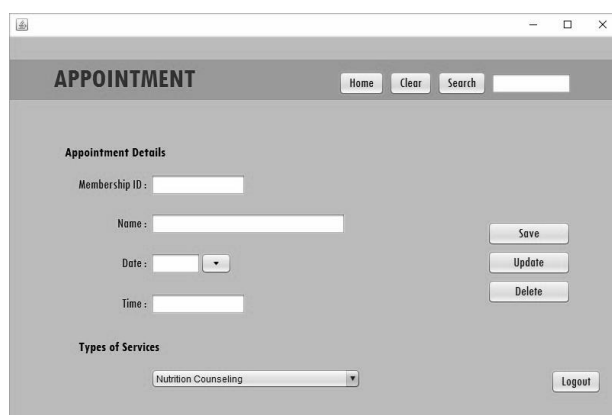 APPOINTMENT
Home Clear Search
Appointment Details
Membership ID :
Name :
Save
Date :
Update
Delete
Time :
Types of Services
Nutrition Counseling
Logout